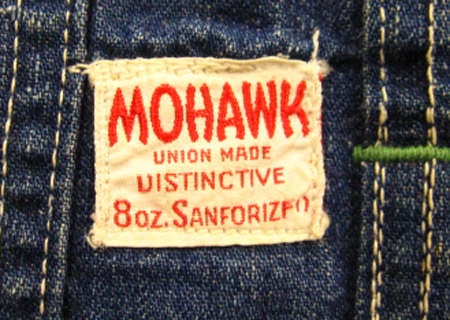 MOHAWK
UNION MADE
DISTINCTIVE
8 OZ. SANFORIZED